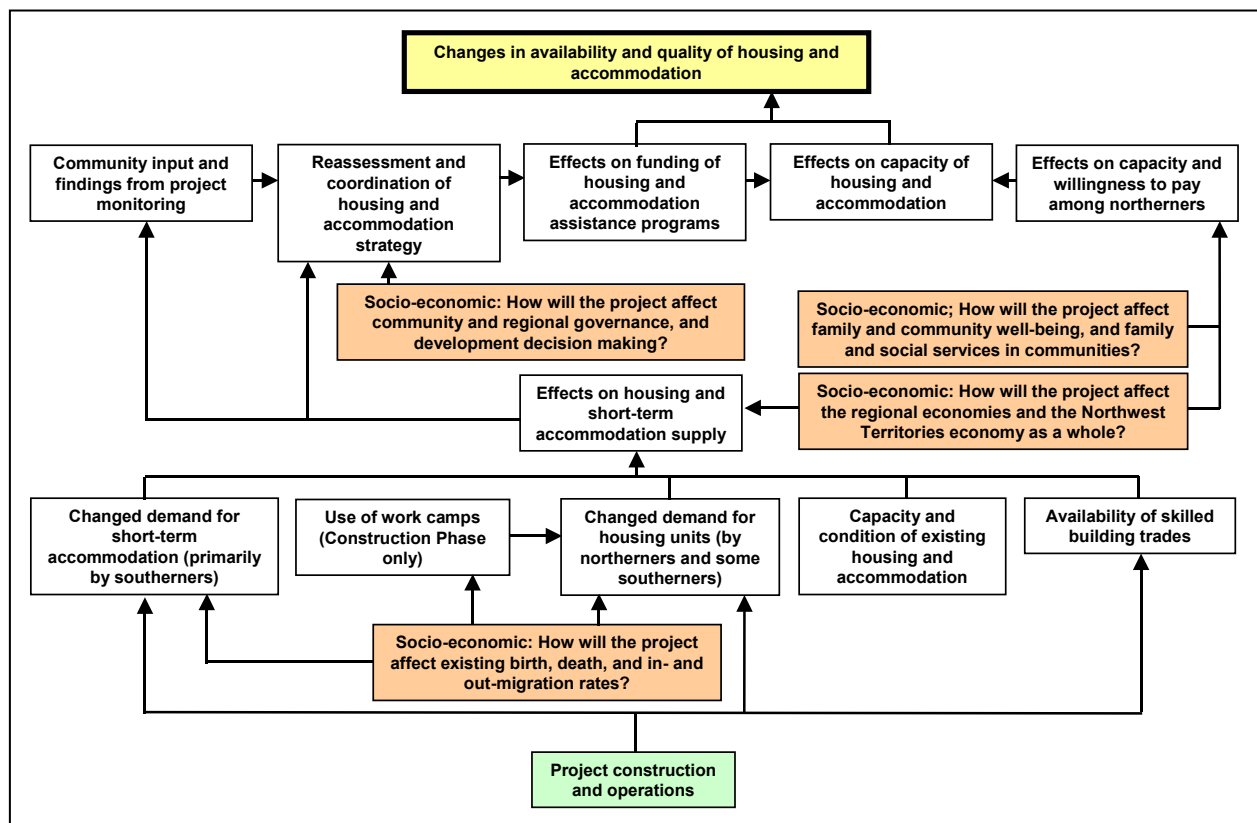 Changes in availability and quality of housing and
accommodation
Community input and
findings from project
monitoring
Reassessment and
coordination of
housing and
accommodation
strategy
Effects on funding of
housing and
accommodation
assistance programs
Effects on capacity of
housing and
accommodation
Effects on capacity and
willingness to pay
among northerners
Socio-economic: How will the project affect
community and regional governance, and
development decision making?
Socio-economic; How will the project affect
family and community well-being, and family
and social services in communities?
Effects on housing and
short-term
accommodation supply
Socio-economic: How will the project affect
the regional economies and the Northwest
Territories economy as a whole?
Changed demand for
short-term
accommodation (primarily
by southerners)
Use of work camps
(Construction Phase
only)
Changed demand for
housing units (by
northerners and some
southerners)
Capacity and
condition of existing
housing and
accommodation
Availability of skilled
building trades
Socio-economic: How will the project
affect existing birth, death, and in- and
out-migration rates?
Project construction
and operations